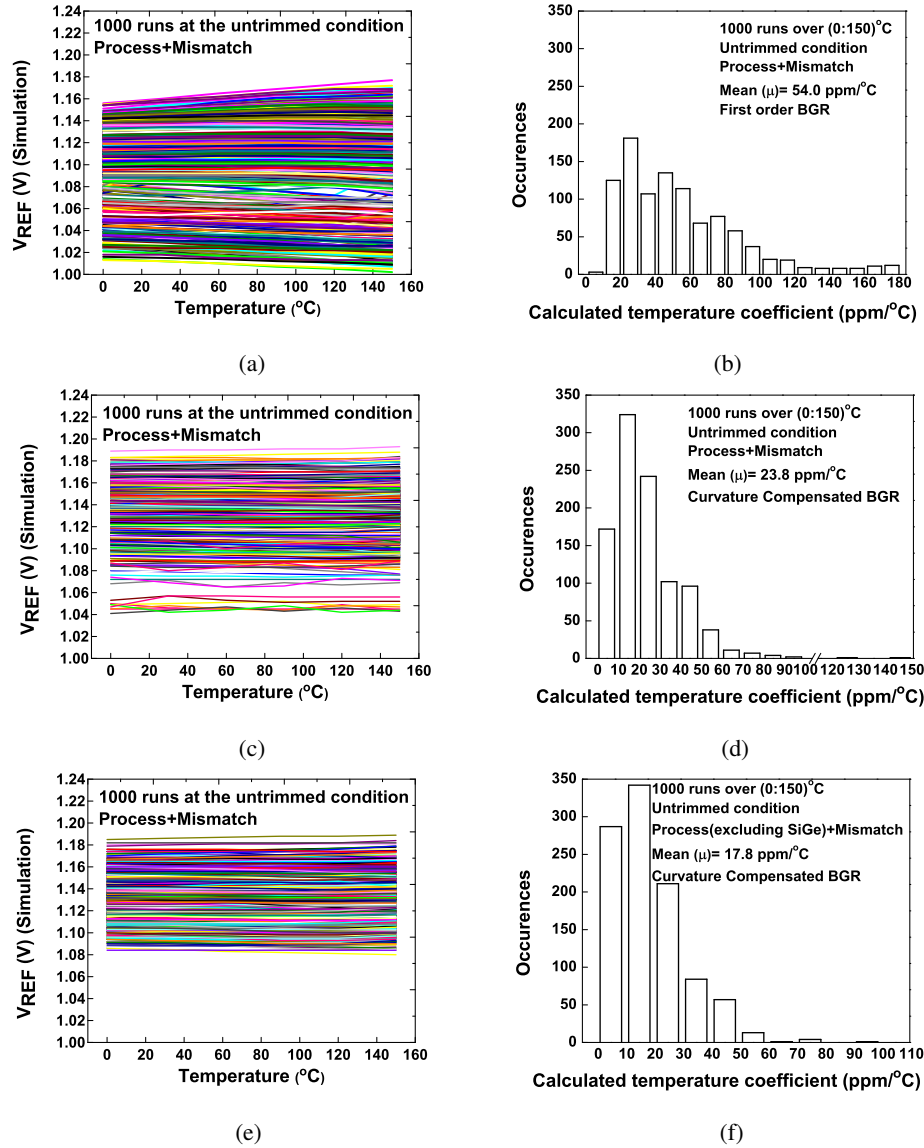 1000 runs at the untrimmed condition
Process+Mismatch
VREF (V) (Simulation)
1.24
1.22
1.20
1.18
1.16
1.14
1.12
1.10
1.08
1.06
1.04
1.02
1.00
0 20 40 60 80 100 120 140 160
Temperature (oC)
(a)
1000 runs over (0:150)oC
Untrimmed condition
Process+Mismatch
Mean (μ)= 54.0 ppm/oC
First order BGR
Occurences
350
300
250
200
150
100
50
0
0 20 40 60 80 100 120 140 160 180
Calculated temperature coefficient (ppm/oC)
(b)
1000 runs at the untrimmed condition
Process+Mismatch
VREF (V) (Simulation)
1.24
1.22
1.20
1.18
1.16
1.14
1.12
1.10
1.08
1.06
1.04
1.02
1.00
0 20 40 60 80 100 120 140 160
Temperature (oC)
(c)
1000 runs over (0:150)oC
Untrimmed condition
Process+Mismatch
Mean (μ)= 23.8 ppm/oC
Curvature Compensated BGR
Occurences
350
300
250
200
150
100
50
0
0 10 20 30 40 50 60 70 80 90 100 120 130 140 150
Calculated temperature coefficient (ppm/oC)
(d)
1000 runs at the untrimmed condition
Process+Mismatch
VREF (V) (Simulation)
1.24
1.22
1.20
1.18
1.16
1.14
1.12
1.10
1.08
1.06
1.04
1.02
1.00
0 20 40 60 80 100 120 140 160
Temperature (oC)
(e)
1000 runs over (0:150)oC
Untrimmed condition
Process(excluding SiGe)+Mismatch
Mean (μ)= 17.8 ppm/oC
Curvature Compensated BGR
Occurences
350
300
250
200
150
100
50
0
0 10 20 30 40 50 60 70 80 90 100 110
Calculated temperature coefficient (ppm/oC)
(f)